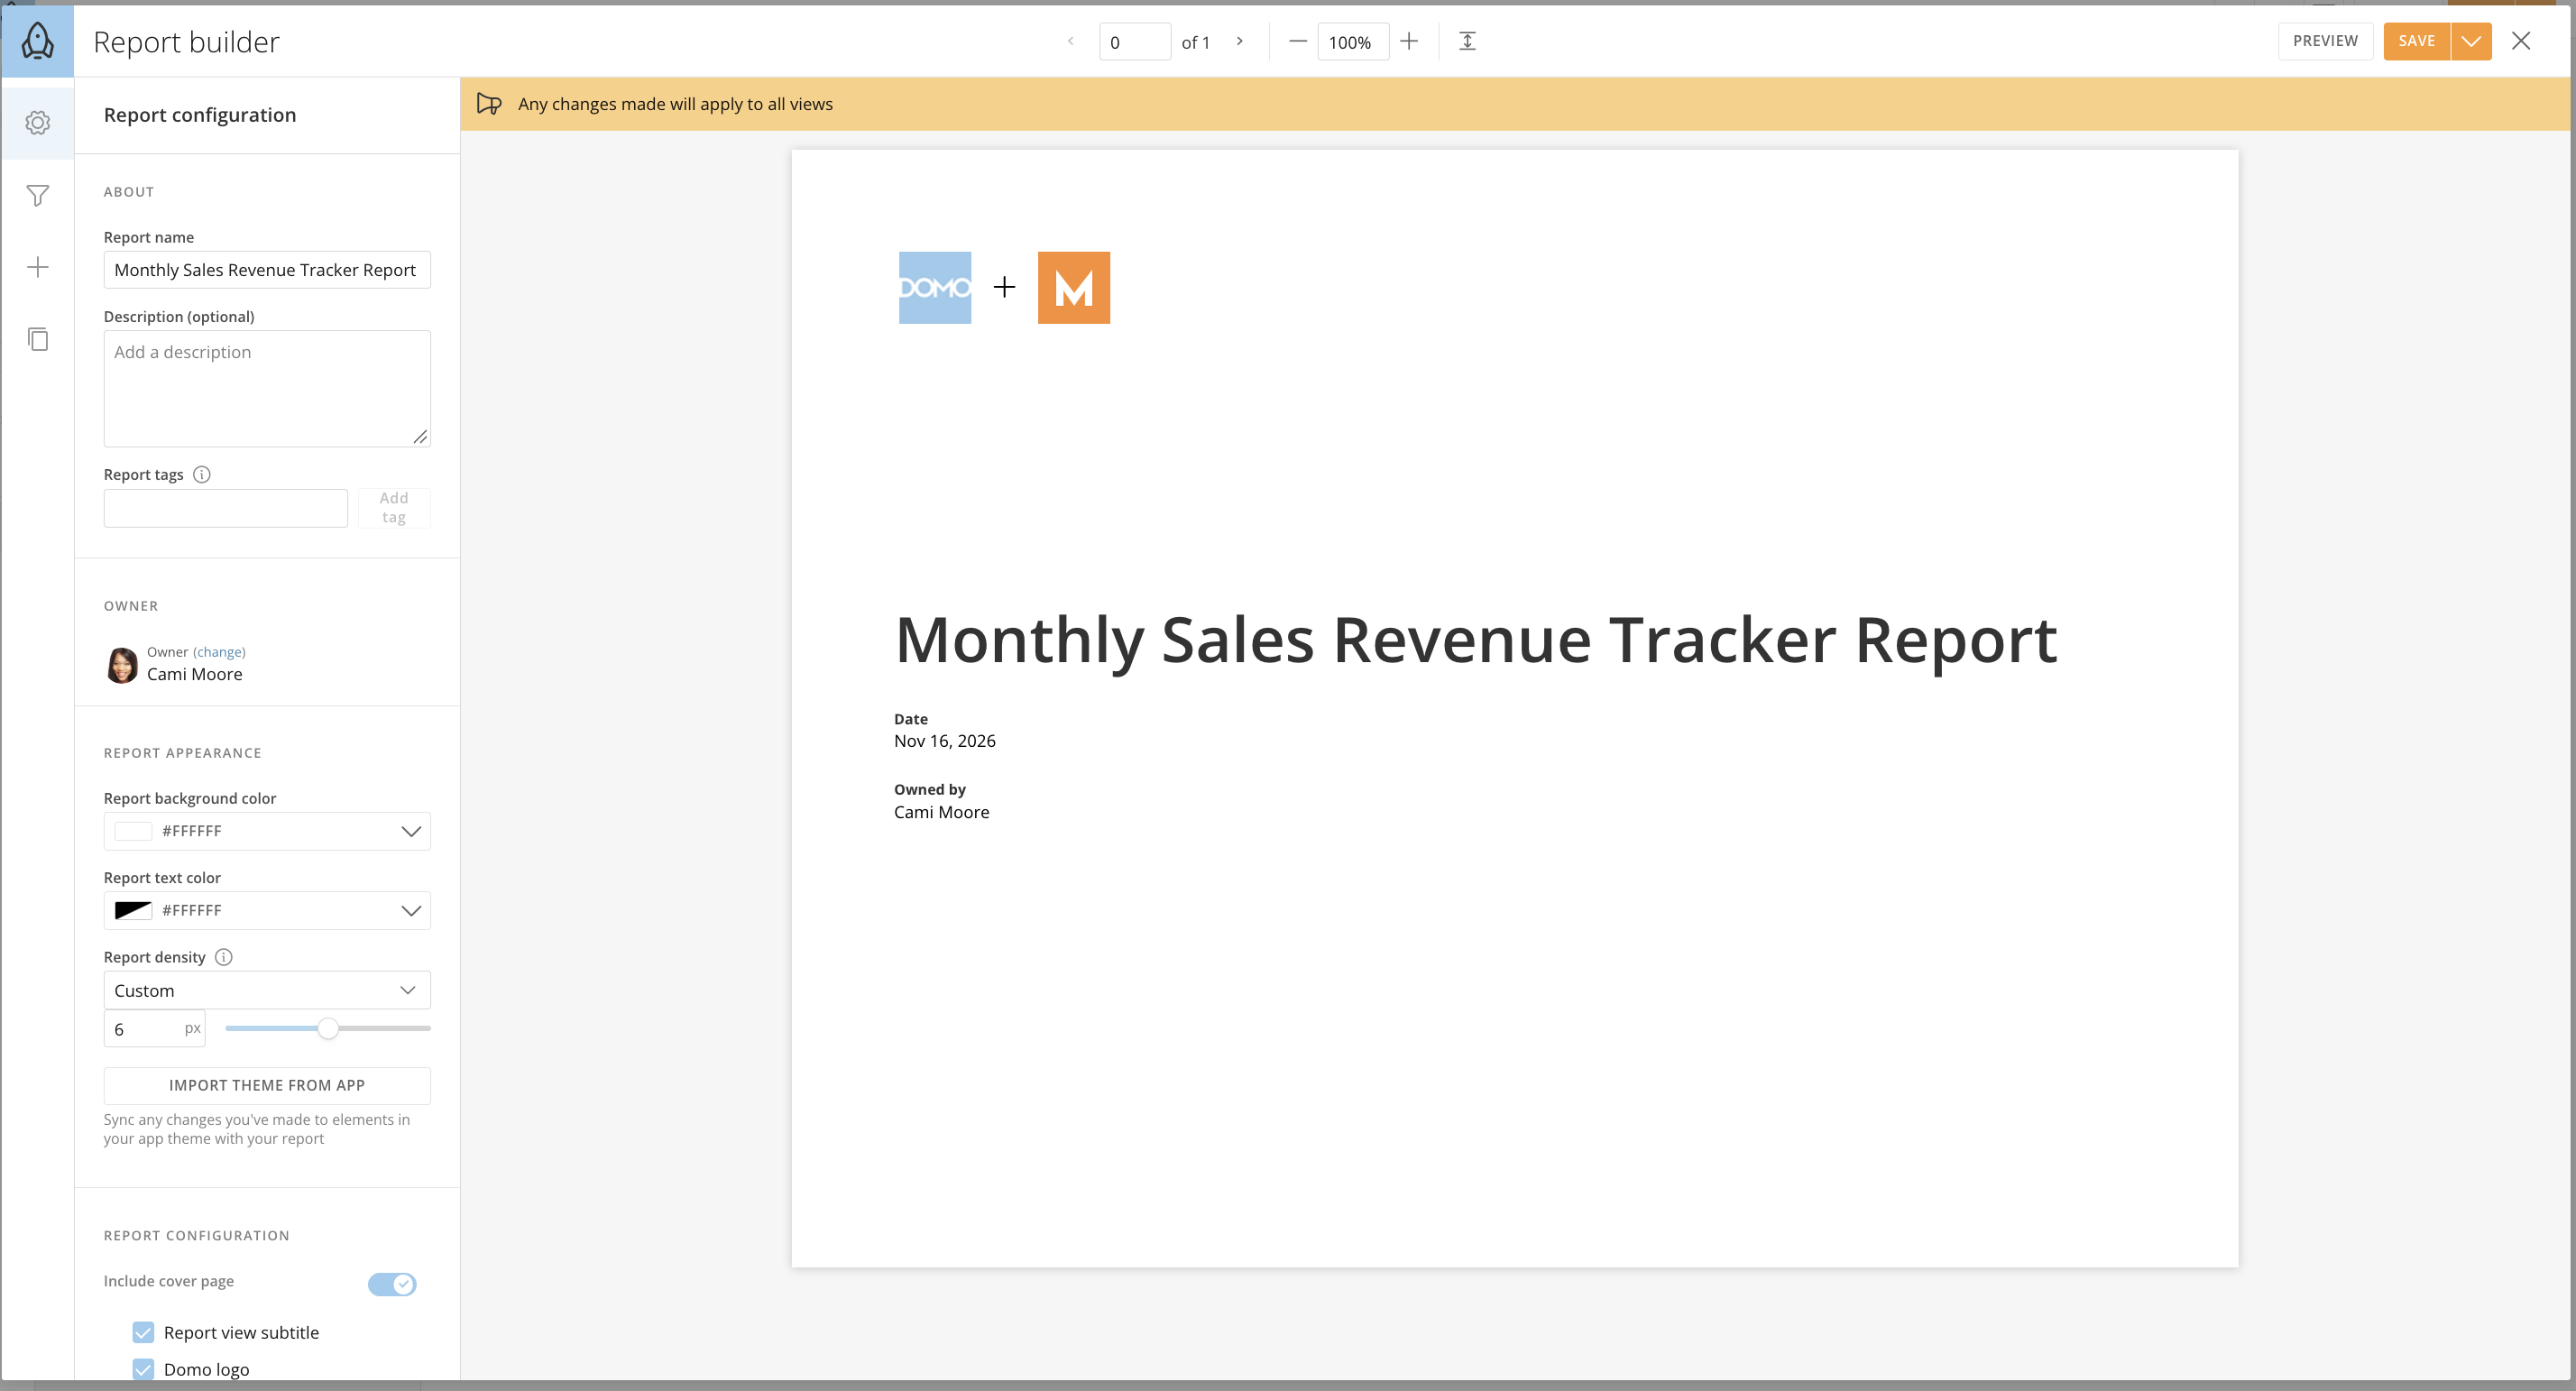 Report builder
0 of 1
100%
PREVIEW
SAVE
Report configuration
Any changes made will apply to all views
ABOUT
Report name
Monthly Sales Revenue Tracker Report
Description (optional)
Add a description
Report tags
Add
tag
OWNER
Owner (change)
Cami Moore
REPORT APPEARANCE
Report background color
#FFFFFF
Report text color
#FFFFFF
Report density
Custom
6 px
IMPORT THEME FROM APP
Sync any changes you've made to elements in
your app theme with your report
REPORT CONFIGURATION
Include cover page
Report view subtitle
Domo logo
DOMO + M
Monthly Sales Revenue Tracker Report
Date
Nov 16, 2026
Owned by
Cami Moore